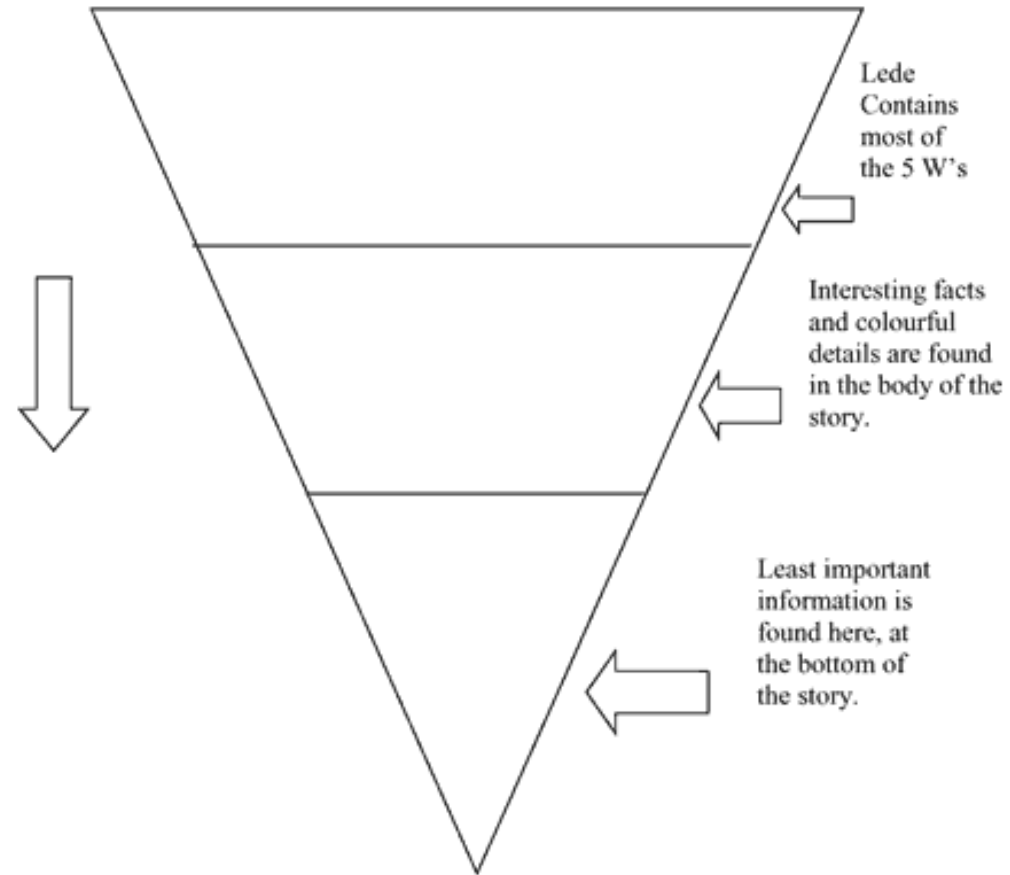 Lede
Contains
most of
the 5 W’s
Interesting facts
and colourful
details are found
in the body of the
story.
Least important
information is
found here, at
the bottom of
the story.